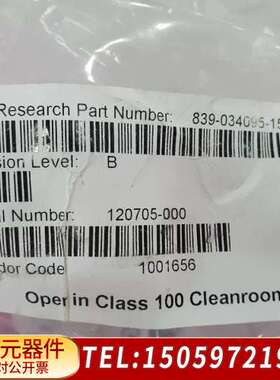 Research Part Number: 839-034095-15
sion Level: B
l Number: 120705-000
dor Code 1001656
Open in Class 100 Cleanroom
元器件
对公开票
TEL:1505972195